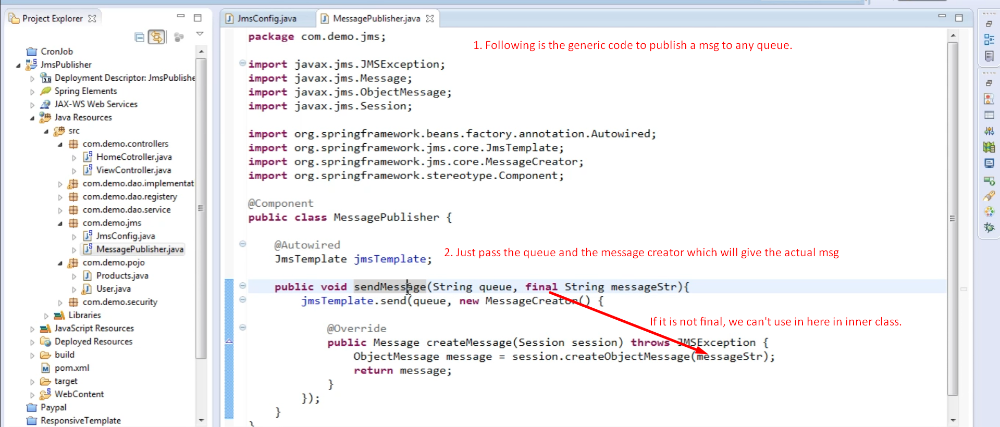 Project Explorer
CronJob
JmsPublisher
Deployment Descriptor: JmsPublishe
Spring Elements
JAX-WS Web Services
Java Resources
src
com.demo.controllers
HomeCotroller.java
ViewController.java
com.demo.dao.implementat
com.demo.dao.registery
com.demo.dao.service
com.demo.jms
JmsConfig.java
MessagePublisher.java
com.demo.pojo
Products.java
User.java
com.demo.security
Libraries
JavaScript Resources
Deployed Resources
build
pom.xml
target
WebContent
Paypal
ResponsiveTemplate
JmsConfig.java
MessagePublisher.java
package com.demo.jms;
1. Following is the generic code to publish a msg to any queue.
import javax.jms.JMSException;
import javax.jms.Message;
import javax.jms.ObjectMessage;
import javax.jms.Session;
import org.springframework.beans.factory.annotation.Autowired;
import org.springframework.jms.core.JmsTemplate;
import org.springframework.jms.core.MessageCreator;
import org.springframework.stereotype.Component;
@Component
public class MessagePublisher {
@Autowired
JmsTemplate jmsTemplate;
2. Just pass the queue and the message creator which will give the actual msg
public void sendMessage(String queue, final String messageStr){
jmsTemplate.send(queue, new MessageCreator() {
If it is not final, we can't use in here in inner class.
@Override
public Message createMessage(Session session) throws JMSException {
ObjectMessage message = session.createObjectMessage(messageStr);
return message;
}
});
}
}